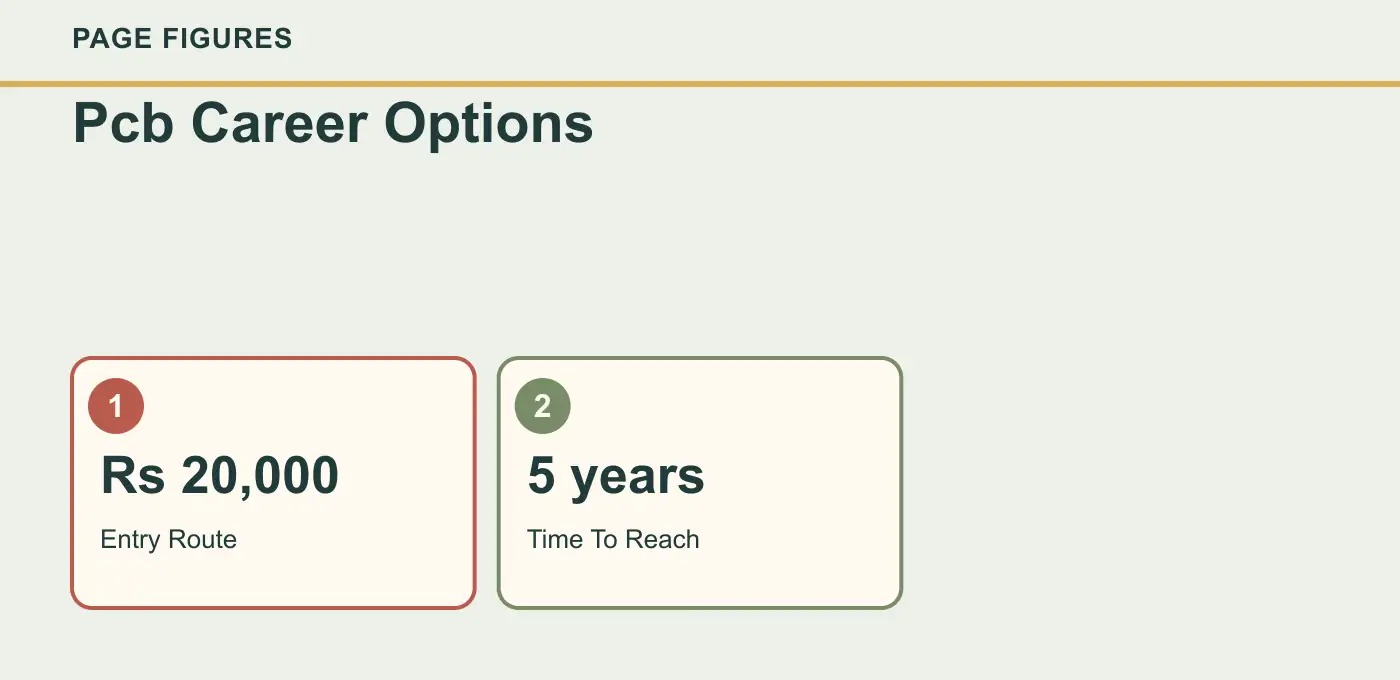 PAGE FIGURES
Pcb Career Options
1
Rs 20,000
Entry Route
2
5 years
Time To Reach